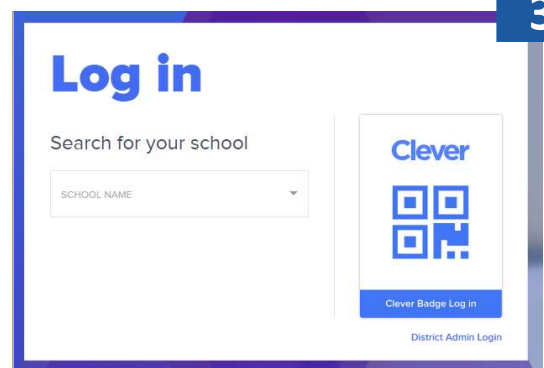 3
Log in
Search for your school
SCHOOL NAME
Clever
Clever Badge Log in
District Admin Login